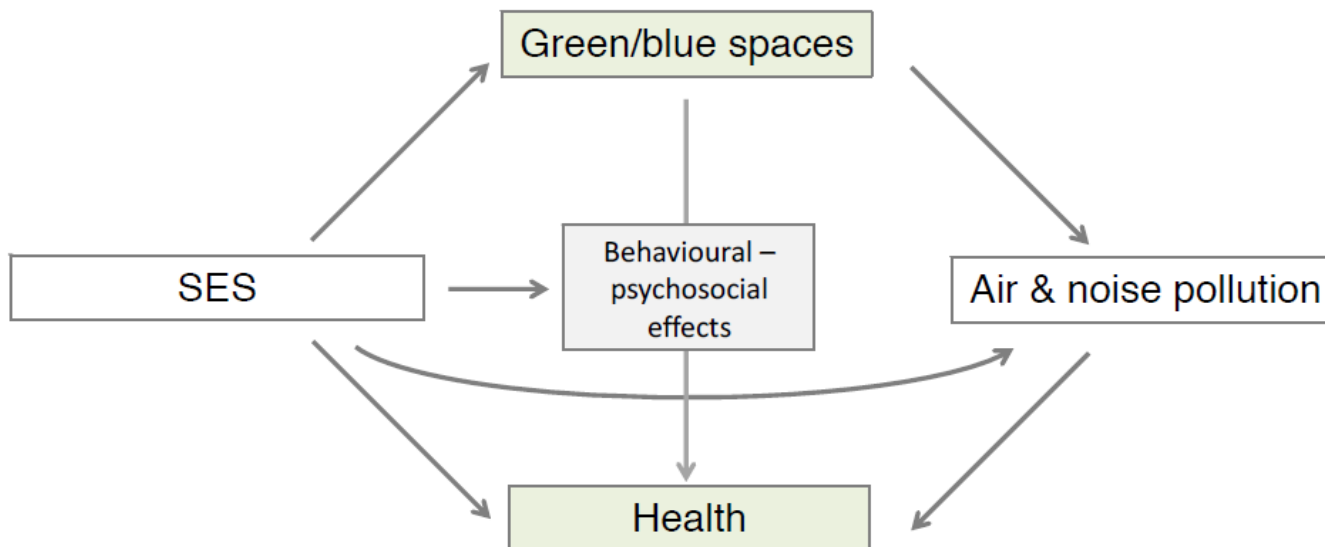 Green/blue spaces
SES
Behavioural –
psychosocial
effects
Air & noise pollution
Health